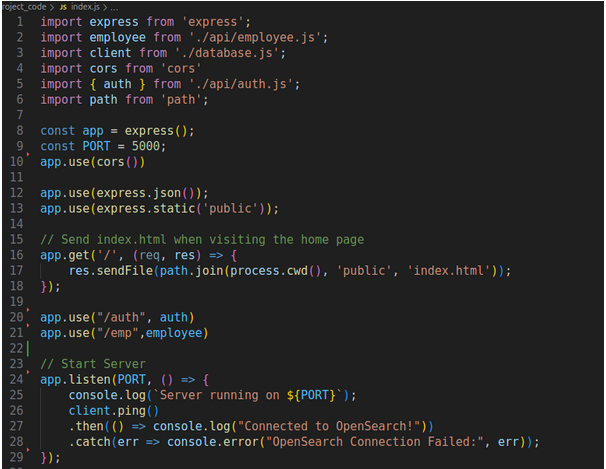 roject_code > JS index.js > ...
1 import express from 'express';
2 import employee from './api/employee.js';
3 import client from './database.js';
4 import cors from 'cors'
5 import { auth } from './api/auth.js';
6 import path from 'path';
7
8 const app = express();
9 const PORT = 5000;
10 app.use(cors())
11
12 app.use(express.json());
13 app.use(express.static('public'));
14
15 // Send index.html when visiting the home page
16 app.get('/', (req, res) => {
17     res.sendFile(path.join(process.cwd(), 'public', 'index.html'));
18 });
19
20 app.use("/auth", auth)
21 app.use("/emp",employee)
22
23 // Start Server
24 app.listen(PORT, () => {
25     console.log(`Server running on ${PORT}`);
26     client.ping()
27     .then(() => console.log("Connected to OpenSearch!"))
28     .catch(err => console.error("OpenSearch Connection Failed:", err));
29 });